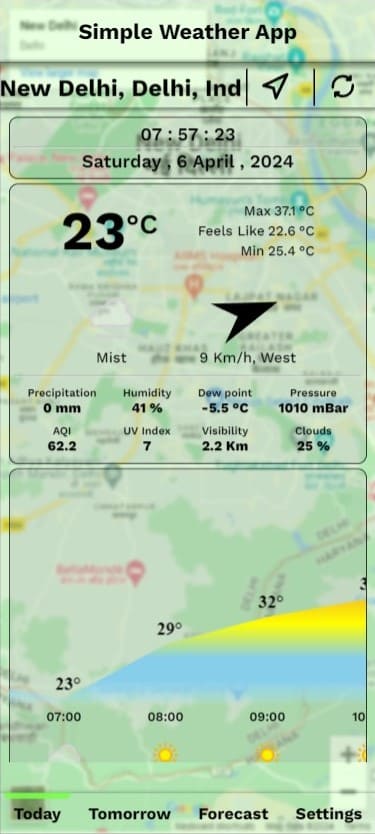 Simple Weather App
New Delhi, Delhi, Ind
07 : 57 : 23
Saturday , 6 April , 2024
23°C
Max 37.1 °C
Feels Like 22.6 °C
Min 25.4 °C
Mist
9 Km/h, West
Precipitation Humidity Dew point Pressure
0 mm 41 % -5.5 °C 1010 mBar
AQI UV Index Visibility Clouds
62.2 7 2.2 Km 25 %
3
32°
29°
23°
07:00 08:00 09:00 10
Today Tomorrow Forecast Settings